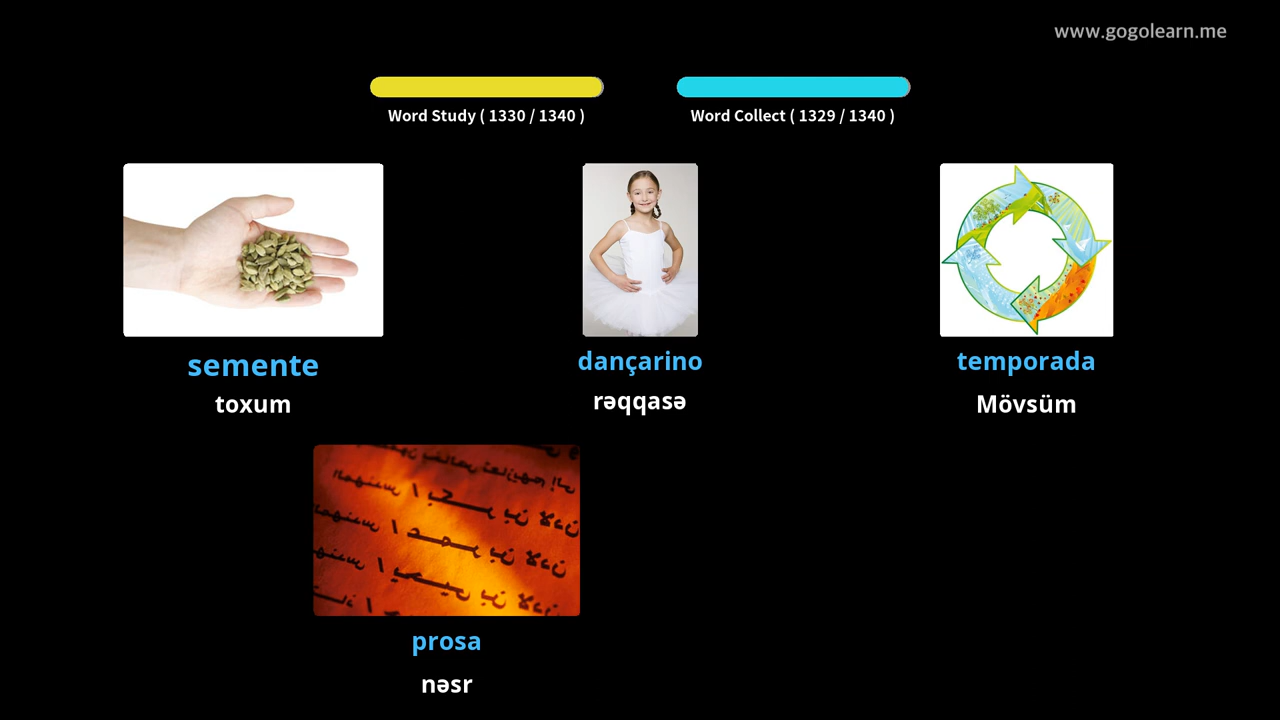 www.gogolearn.me
Word Study ( 1330 / 1340 )
Word Collect ( 1329 / 1340 )
semente
toxum
dançarino
rəqqasə
temporada
Mövsüm
prosa
nəsr